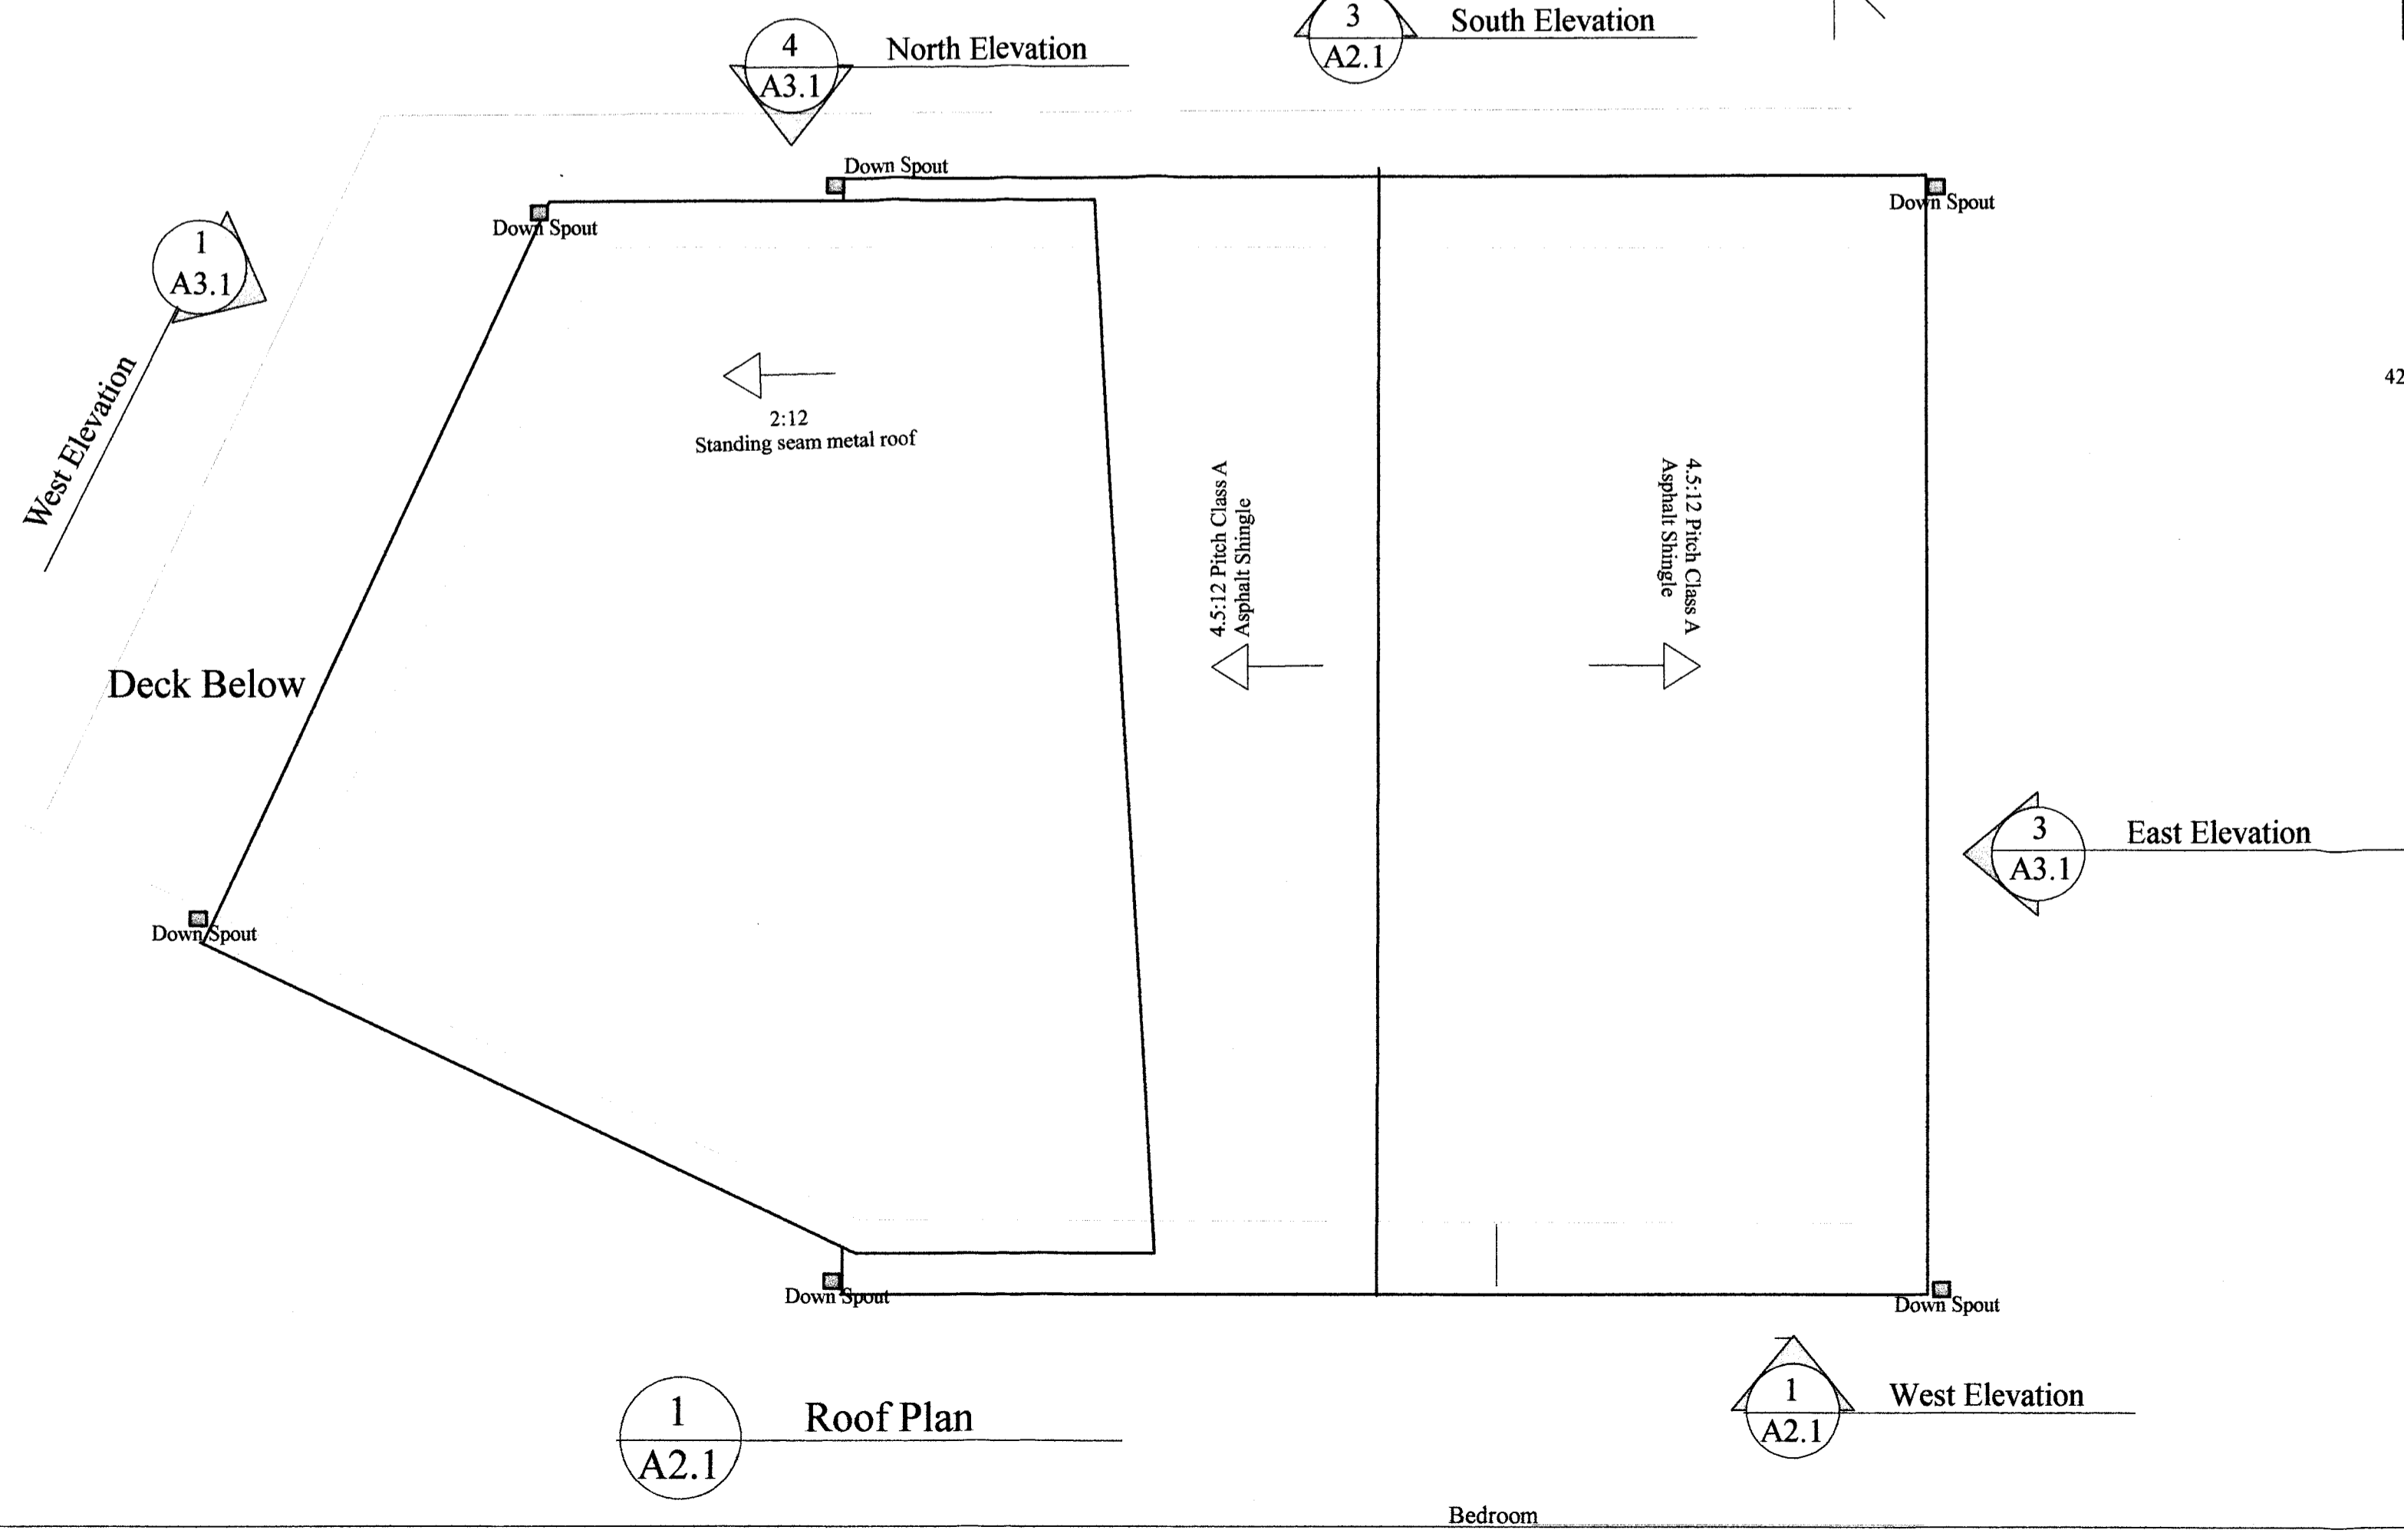 3
A2.1
South Elevation
4
A3.1
North Elevation
Down Spout
Down Spout
Down Spout
1
A3.1
West Elevation
2:12
Standing seam metal roof
4.5:12 Pitch Class A
Asphalt Shingle
4.5:12 Pitch Class A
Asphalt Shingle
42
Deck Below
3
A3.1
East Elevation
Down Spout
Down Spout
Down Spout
1
A2.1
Roof Plan
1
A2.1
West Elevation
Bedroom